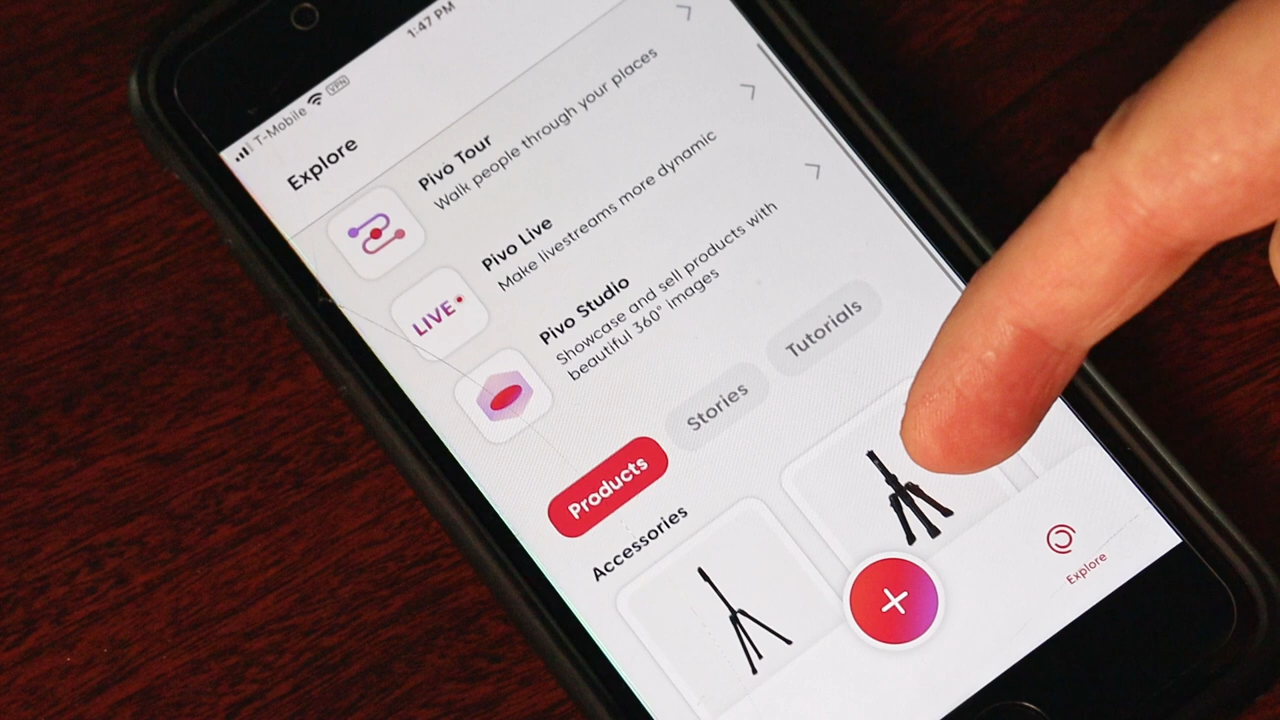 1:47 PM
T-Mobile VPN
Explore
Pivo Tour
Walk people through your places
LIVE
Pivo Live
Make livestreams more dynamic
Pivo Studio
Showcase and sell products with
beautiful 360° images
Products
Stories
Tutorials
Accessories
Explore